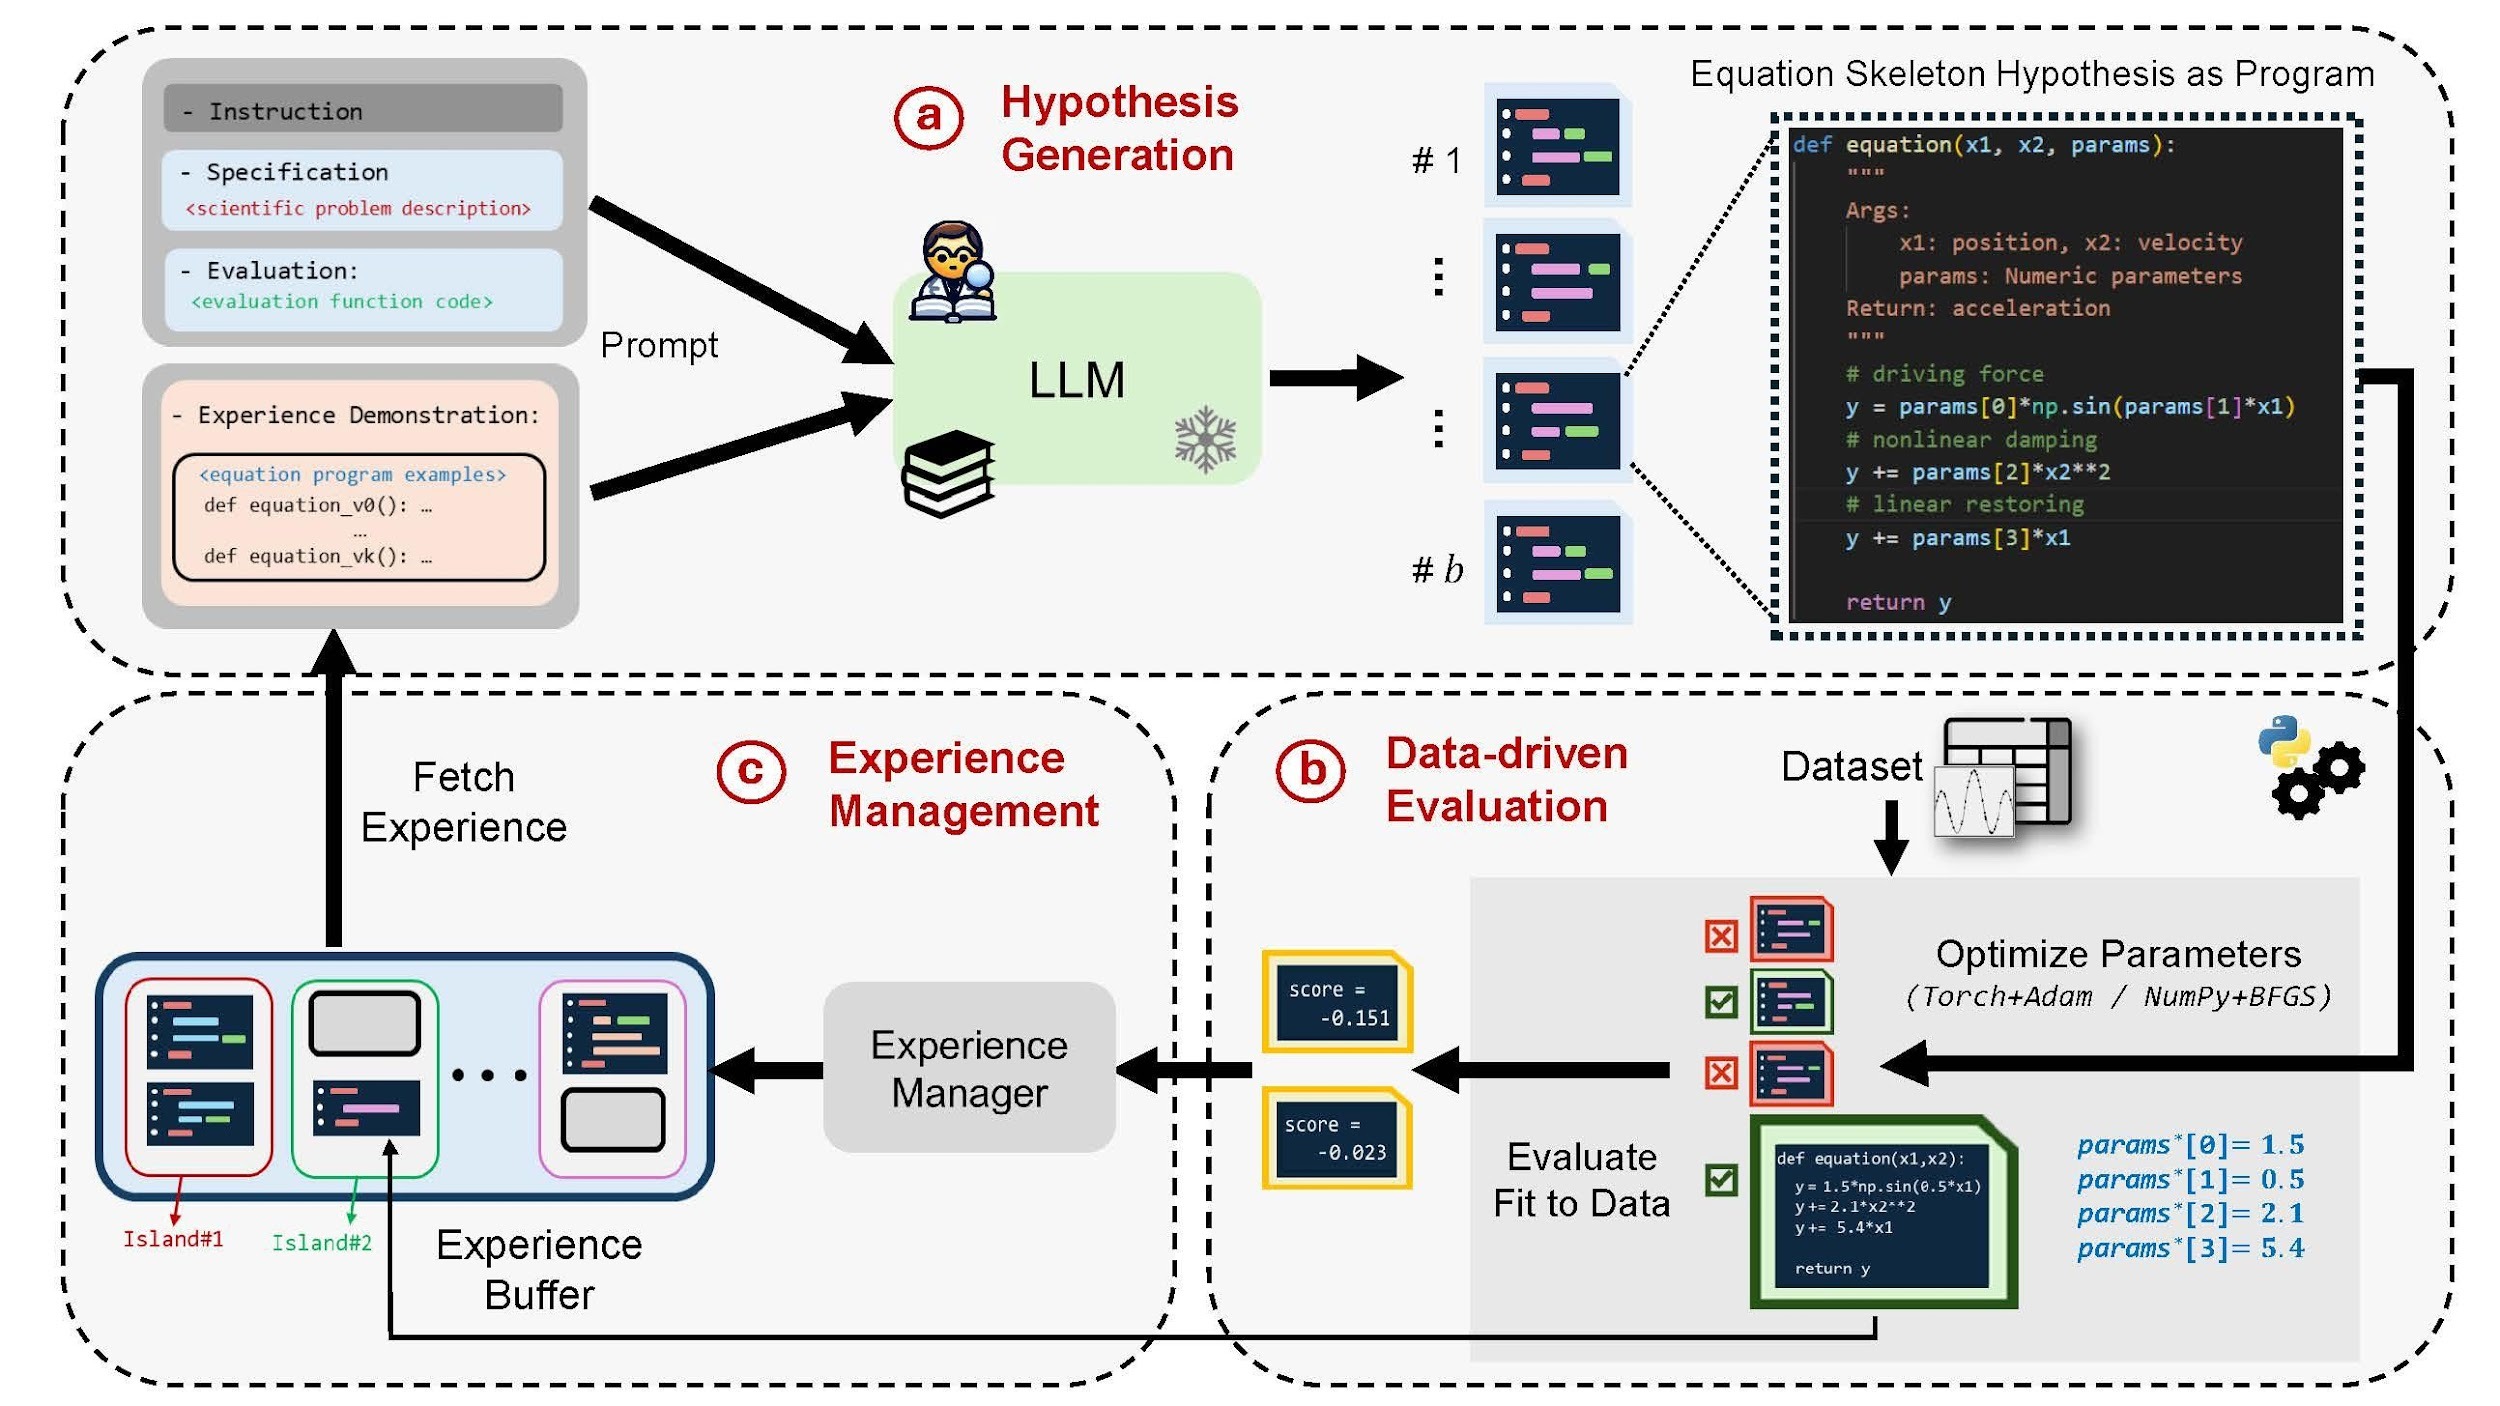 - Instruction
- Specification
<scientific problem description>
- Evaluation:
<evaluation function code>
- Experience Demonstration:
<equation program examples>
def equation_v0(): …
…
def equation_vk(): …
Prompt
a
Hypothesis
Generation
LLM
# 1
⋮
⋮
# b
Equation Skeleton Hypothesis as Program
def equation(x1, x2, params):
"""
Args:
x1: position, x2: velocity
params: Numeric parameters
Return: acceleration
"""
# driving force
y = params[0]*np.sin(params[1]*x1)
# nonlinear damping
y += params[2]*x2**2
# linear restoring
y += params[3]*x1
return y
Fetch
Experience
c
Experience
Management
Experience
Manager
Island#1
Island#2
Experience
Buffer
b
Data-driven
Evaluation
Dataset
Optimize Parameters
(Torch+Adam / NumPy+BFGS)
score =
-0.151
score =
-0.023
Evaluate
Fit to Data
def equation(x1,x2):
y = 1.5*np.sin(0.5*x1)
y += 2.1*x2**2
y += 5.4*x1
return y
params*[0]= 1.5
params*[1]= 0.5
params*[2]= 2.1
params*[3]= 5.4